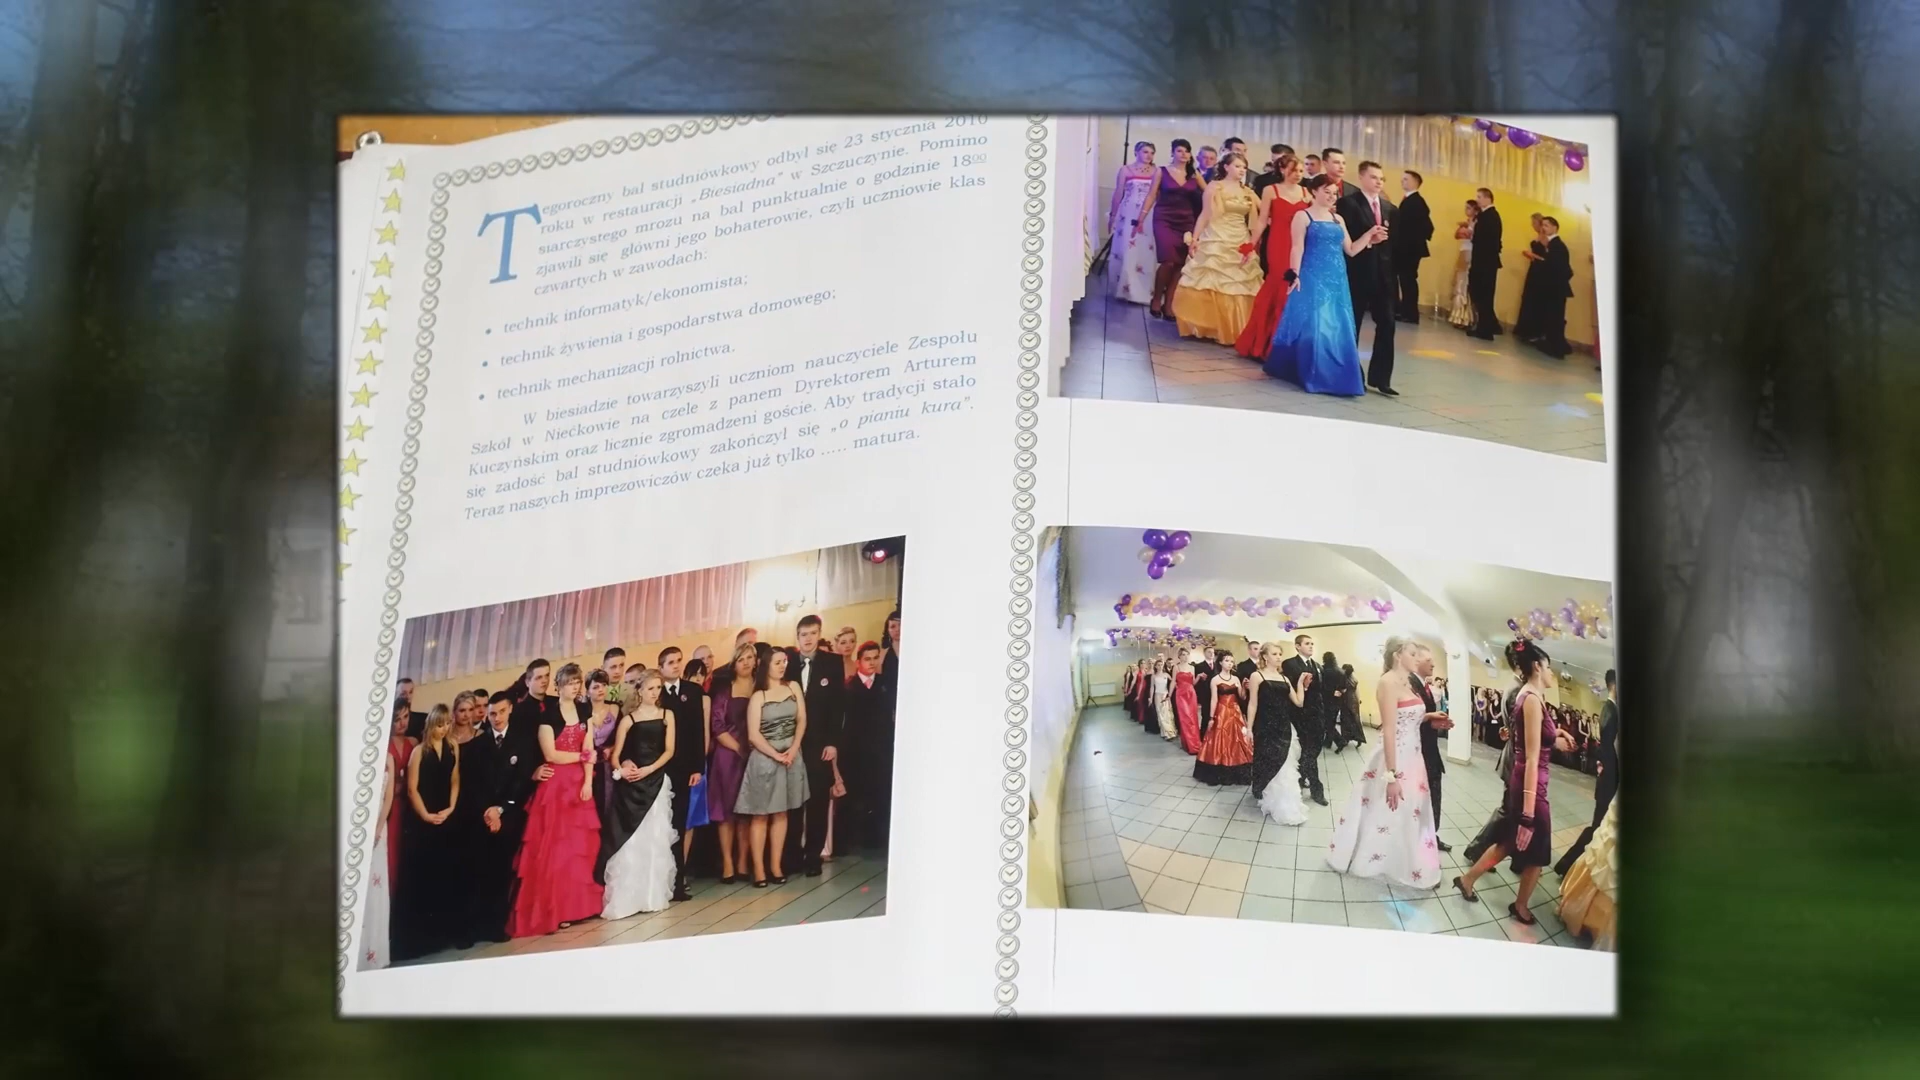 Tegoroczny bal studniówkowy odbył się 23 stycznia 2010
roku w restauracji „Biesiadna” w Szczuczynie. Pomimo
siarczystego mrozu na bal punktualnie o godzinie 18⁰⁰
zjawili się główni jego bohaterowie, czyli uczniowie klas
czwartych w zawodach:
• technik informatyk/ekonomista;
• technik żywienia i gospodarstwa domowego;
• technik mechanizacji rolnictwa.
W biesiadzie towarzyszyli uczniom nauczyciele Zespołu
Szkół w Niećkowie na czele z panem Dyrektorem Arturem
Kuczyńskim oraz licznie zgromadzeni goście. Aby tradycji stało
się zadość bal studniówkowy zakończył się „o pianiu kura”.
Teraz naszych imprezowiczów czeka już tylko ..... matura.